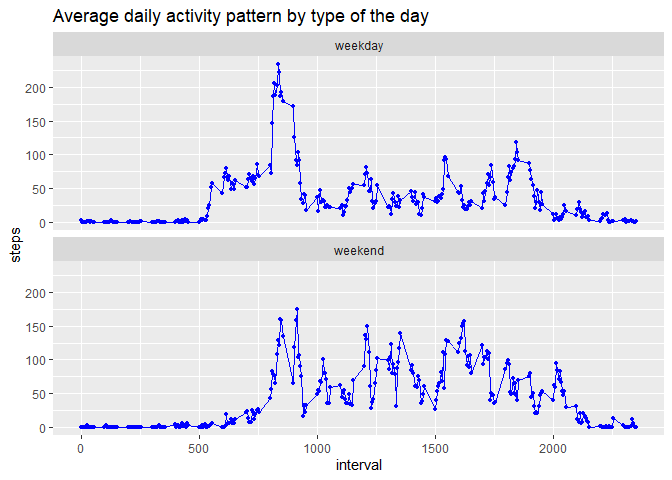 Average daily activity pattern by type of the day
weekday
200
150
100
50
0
steps
weekend
200
150
100
50
0
0 500 1000 1500 2000
interval